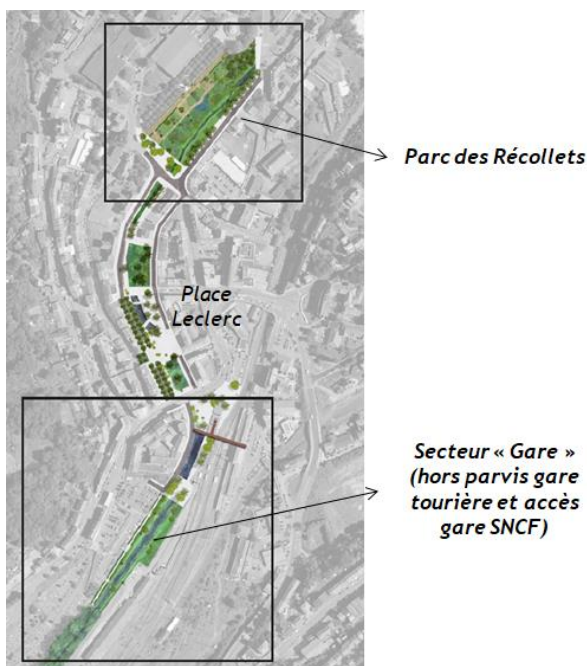 Parc des Récollets
Place
Leclerc
Secteur « Gare »
(hors parvis gare
tourière et accès
gare SNCF)